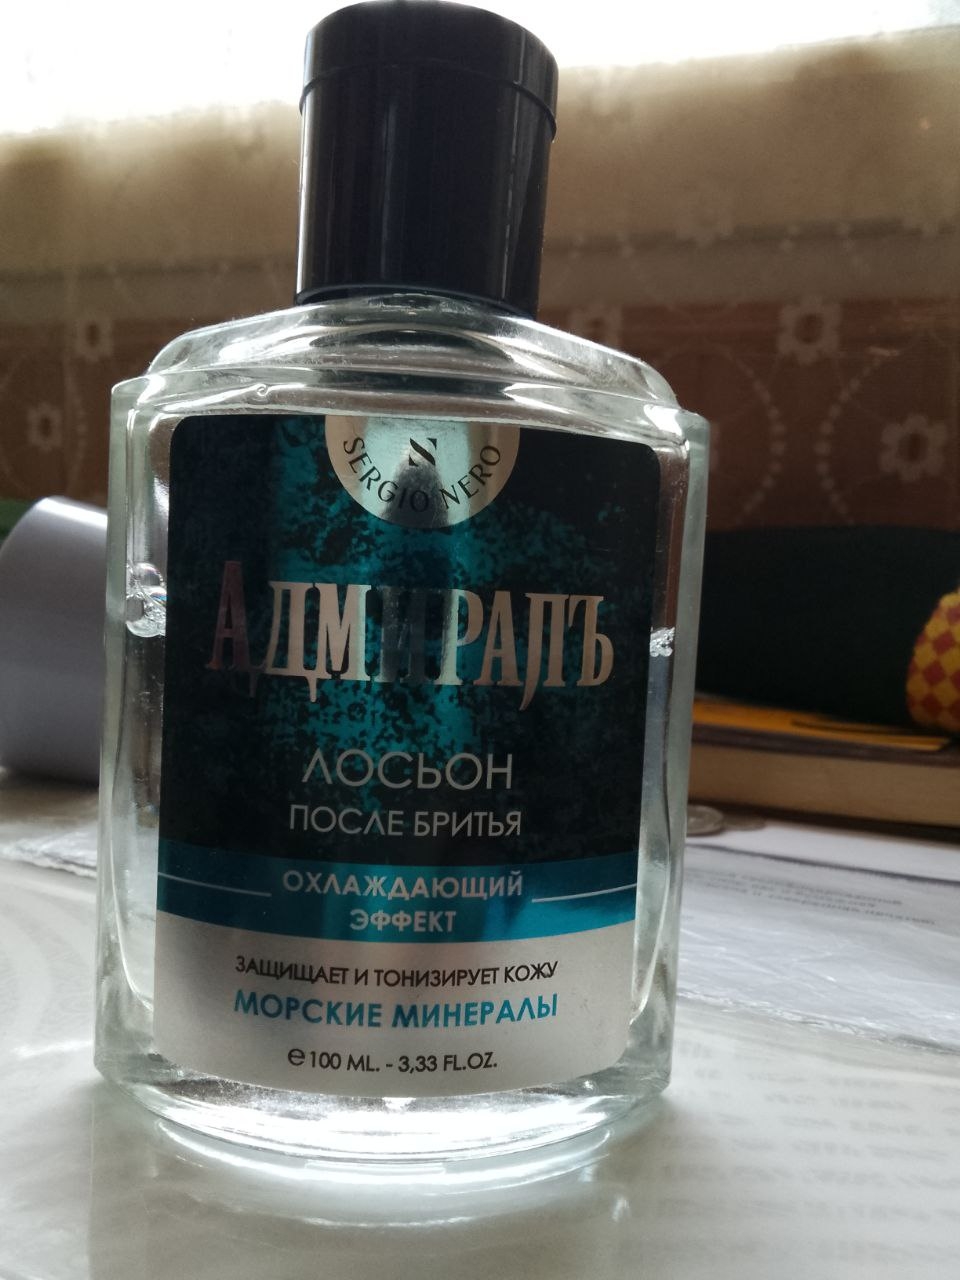 SERGIO NERO
АДМИРАЛЪ
ЛОСЬОН
ПОСЛЕ БРИТЬЯ
ОХЛАЖДАЮЩИЙ
ЭФФЕКТ
ЗАЩИЩАЕТ И ТОНИЗИРУЕТ КОЖУ
МОРСКИЕ МИНЕРАЛЫ
℮ 100 ML. - 3,33 FL.OZ.